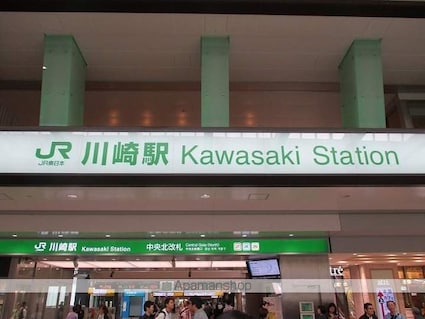 JR 川崎駅 Kawasaki Station
JR東日本
JR 川崎駅 Kawasaki Station 中央北改札 Central Gate (North)
Apamanshop